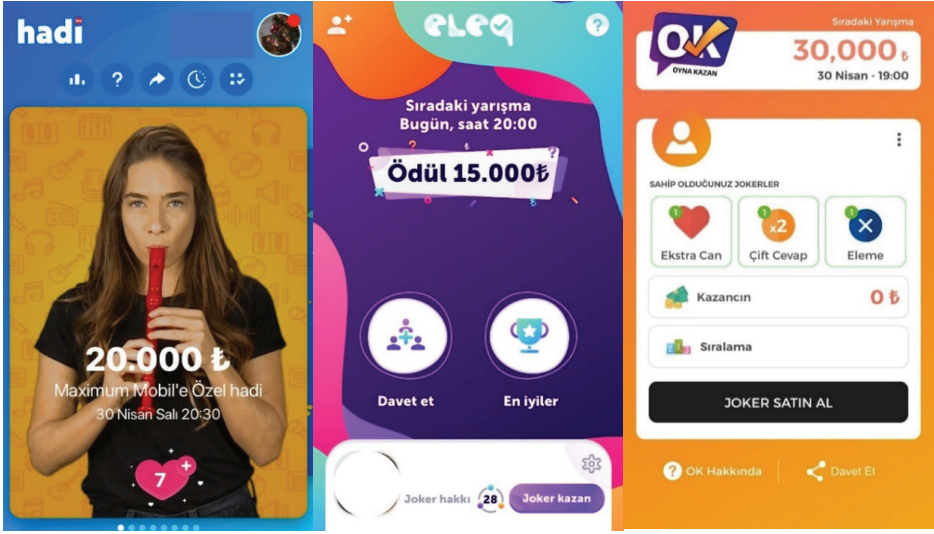 hadi
?
20.000 ₺
Maximum Mobil'e Özel hadi
30 Nisan Salı 20:30
7
+
eleq
?
Sıradaki yarışma
Bugün, saat 20:00
Ödül 15.000₺
Davet et
En iyiler
Joker hakkı 28 Joker kazan
OK
OYNA KAZAN
Sıradaki Yarışma
30,000 ₺
30 Nisan - 19:00
SAHİP OLDUĞUNUZ JOKERLER
1 1 x2 1
Ekstra Can Çift Cevap Eleme
Kazancın 0 ₺
Sıralama
JOKER SATIN AL
? OK Hakkında Davet Et